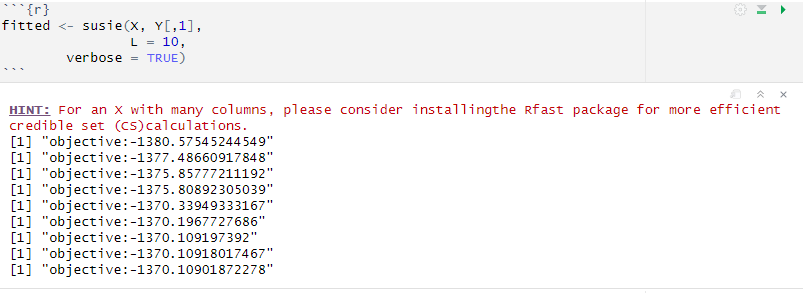 ```{r}
fitted <- susie(X, Y[,1],
L = 10,
verbose = TRUE)
```
HINT: For an X with many columns, please consider installingthe Rfast package for more efficient
credible set (CS)calculations.
[1] "objective:-1380.57545244549"
[1] "objective:-1377.48660917848"
[1] "objective:-1375.85777211192"
[1] "objective:-1375.80892305039"
[1] "objective:-1370.33949333167"
[1] "objective:-1370.1967727686"
[1] "objective:-1370.109197392"
[1] "objective:-1370.10918017467"
[1] "objective:-1370.10901872278"